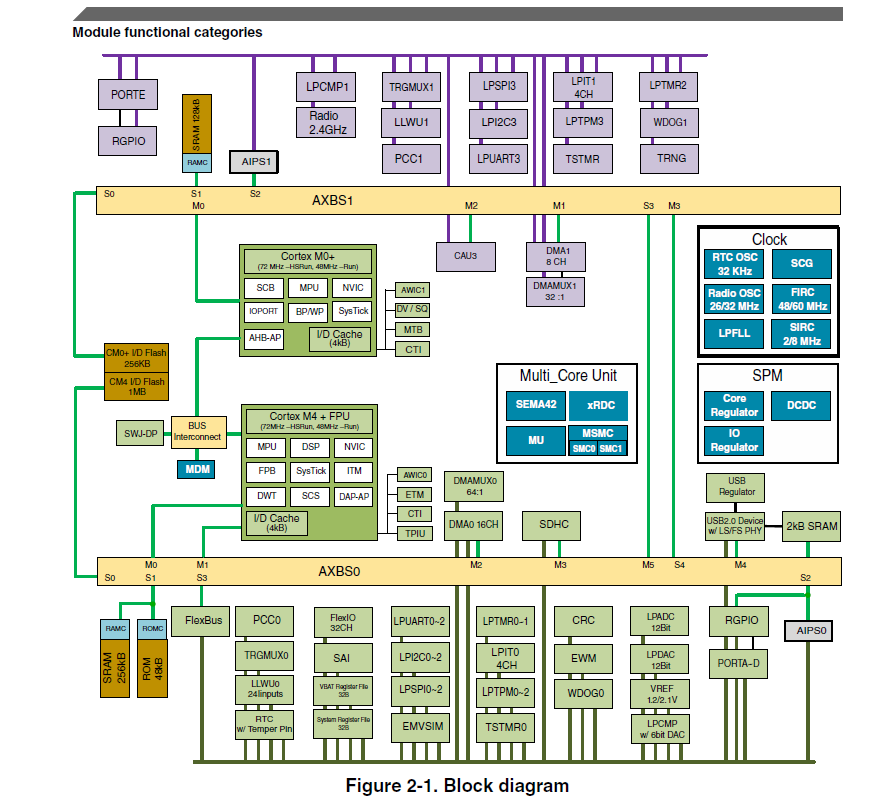 Module functional categories
PORTE
RGPIO
SRAM 128kB
RAMC
AIPS1
LPCMP1
Radio
2.4GHz
TRGMUX1
LLWU1
PCC1
LPSPI3
LPI2C3
LPUART3
LPIT1
4CH
LPTPM3
TSTMR
LPTMR2
WDOG1
TRNG
S0
S1
S2
M0
AXBS1
M2
M1
S3
M3
CAU3
DMA1
8 CH
DMAMUX1
32 :1
Cortex M0+
(72 MHz –HSRun, 48MHz –Run)
SCB
MPU
NVIC
IOPORT
BP/WP
SysTick
AHB-AP
I/D Cache
(4kB)
AWIC1
DV / SQ
MTB
CTI
Clock
RTC OSC
32 KHz
SCG
Radio OSC
26/32 MHz
FIRC
48/60 MHz
LPFLL
SIRC
2/8 MHz
CM0+ I/D Flash
256KB
CM4 I/D Flash
1MB
SWJ-DP
BUS
Interconnect
MDM
Cortex M4 + FPU
(72MHz –HSRun, 48MHz –Run)
MPU
DSP
NVIC
FPB
SysTick
ITM
DWT
SCS
DAP-AP
I/D Cache
(4kB)
AWIC0
ETM
CTI
TPIU
Multi_Core Unit
SEMA42
xRDC
MU
MSMC
SMC0
SMC1
SPM
Core
Regulator
DCDC
IO
Regulator
DMAMUX0
64:1
DMA0 16CH
SDHC
USB
Regulator
USB2.0 Device
w/ LS/FS PHY
2kB SRAM
M0
M1
M2
M3
M5
S4
M4
S0
S1
S3
AXBS0
S2
RAMC
SRAM
256kB
ROMC
ROM
48kB
FlexBus
PCC0
TRGMUX0
LLWU0
24Iinputs
RTC
w/ Temper Pin
FlexIO
32CH
SAI
VBAT Register File
32B
System Register File
32B
LPUART0~2
LPI2C0~2
LPSPI0~2
EMVSIM
LPTMR0~1
LPIT0
4CH
LPTPM0~2
TSTMR0
CRC
EWM
WDOG0
LPADC
12Bit
LPDAC
12Bit
VREF
1.2/2.1V
LPCMP
w/ 6bit DAC
RGPIO
PORTA~D
AIPS0
Figure 2-1. Block diagram